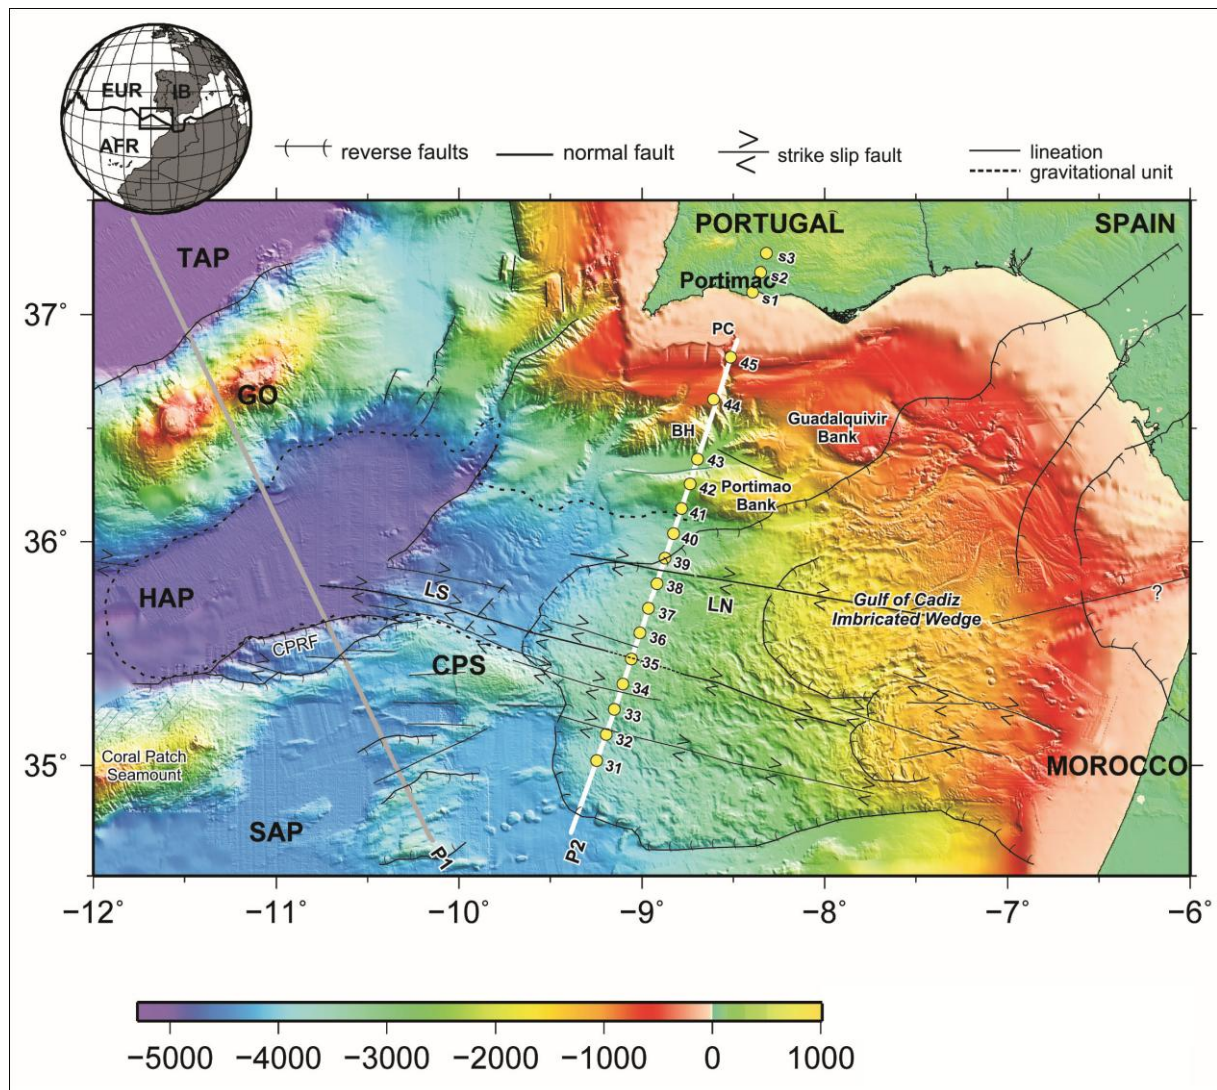 EUR
IB
AFR
reverse faults
normal fault
strike slip fault
lineation
gravitational unit
TAP
PORTUGAL
SPAIN
s3
s2
Portimao
s1
37°
PC
45
GO
44
Guadalquivir
Bank
BH
43
42
Portimao
Bank
41
36°
40
39
38
LS
HAP
LN
37
Gulf of Cadiz
Imbricated Wedge
?
36
CPRF
35
CPS
34
33
32
35°
31
Coral Patch
Seamount
MOROCCO
SAP
P1
P2
−12°
−11°
−10°
−9°
−8°
−7°
−6°
−5000
−4000
−3000
−2000
−1000
0
1000